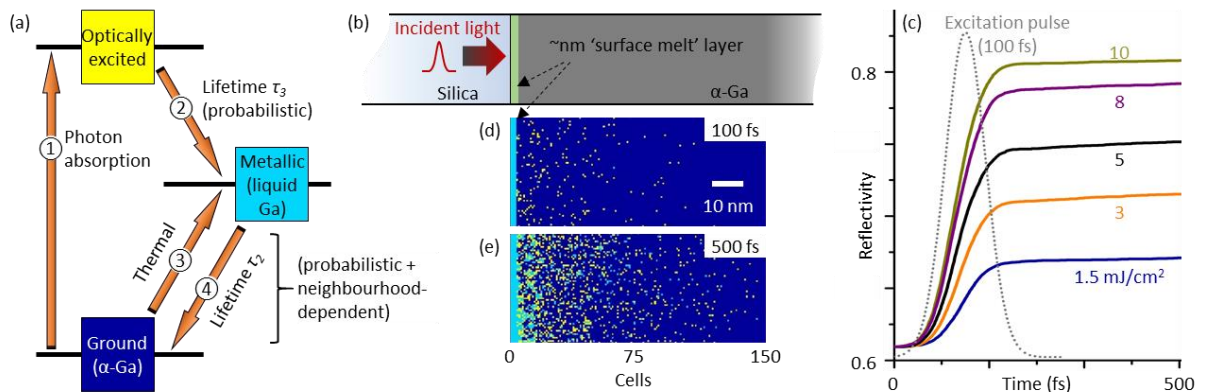 (a)
Optically
excited
Lifetime τ3
(probabilistic)
2
1
Photon
absorption
Metallic
(liquid
Ga)
Thermal
3
4
Lifetime τ2
(probabilistic +
neighbourhood-
dependent)
Ground
(α-Ga)
(b)
Incident light
~nm ‘surface melt’ layer
Silica
α-Ga
(d)
100 fs
10 nm
(e)
500 fs
0
75
150
Cells
(c)
Excitation pulse
(100 fs)
10
8
5
3
1.5 mJ/cm²
0.8
Reflectivity
0.6
0
Time (fs)
500